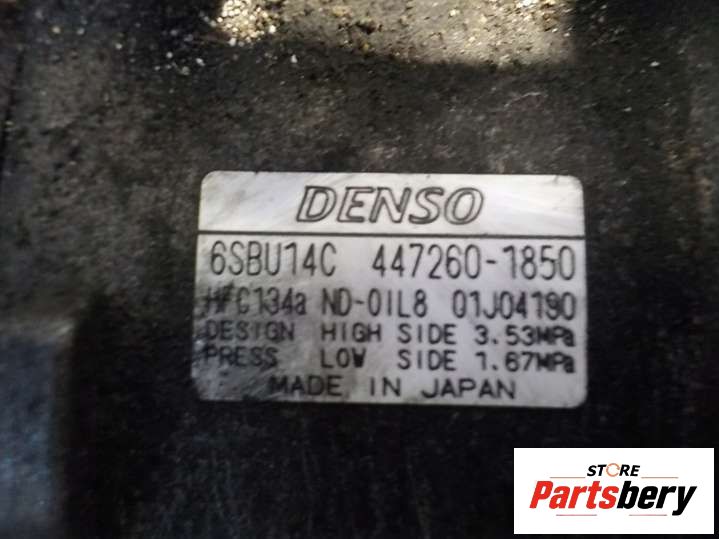 DENSO
6SBU14C 447260-1850
HFC134a ND-OIL8 01J04190
DESIGN HIGH SIDE 3.53MPa
PRESS LOW SIDE 1.67MPa
MADE IN JAPAN
STORE
Partsbery